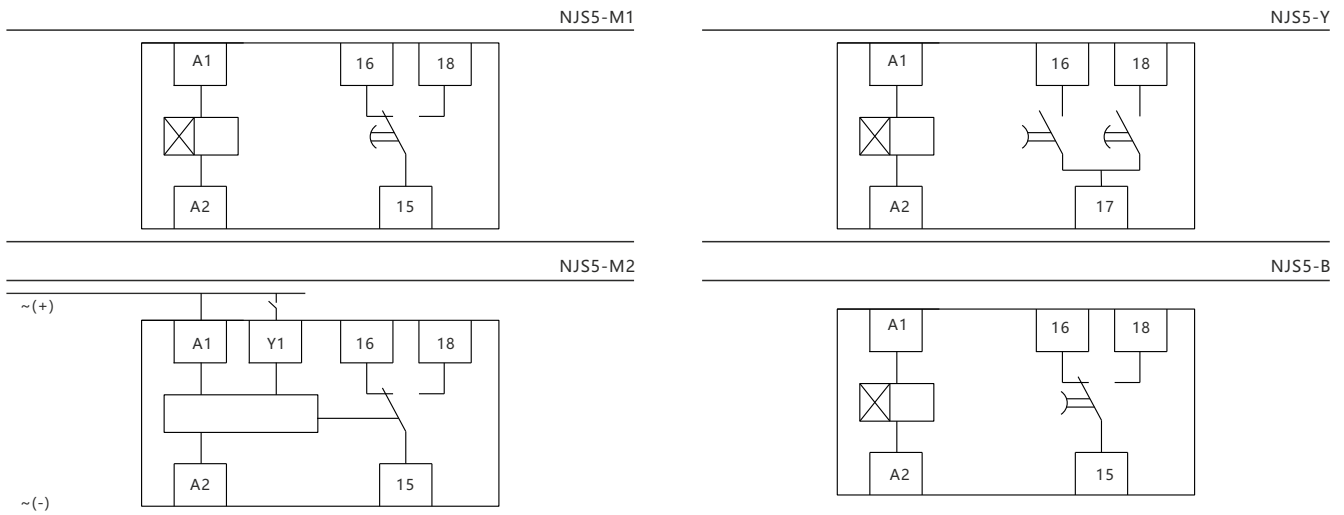 NJS5-M1
A1
16
18
A2
15
NJS5-Y
A1
16
18
A2
17
NJS5-M2
~(+)
A1
Y1
16
18
A2
15
~(-)
NJS5-B
A1
16
18
A2
15